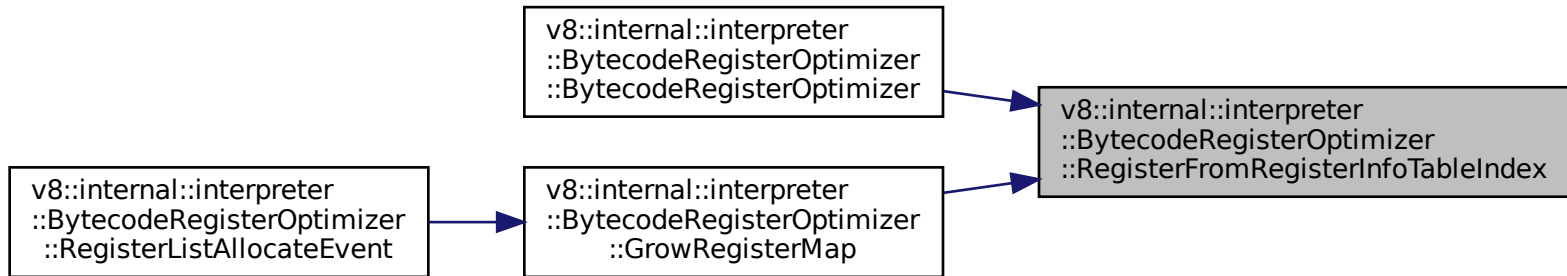 v8::internal::interpreter
::BytecodeRegisterOptimizer
::BytecodeRegisterOptimizer
v8::internal::interpreter
::BytecodeRegisterOptimizer
::RegisterFromRegisterInfoTableIndex
v8::internal::interpreter
::BytecodeRegisterOptimizer
::RegisterListAllocateEvent
v8::internal::interpreter
::BytecodeRegisterOptimizer
::GrowRegisterMap